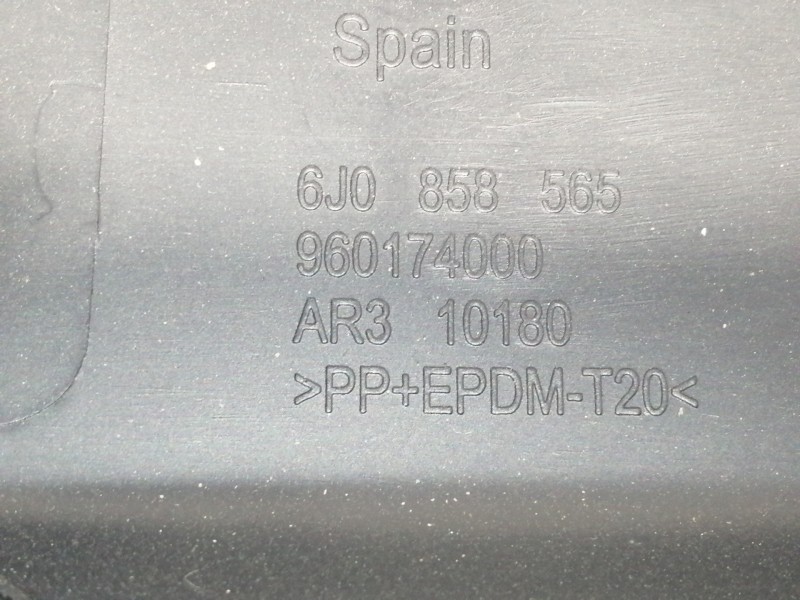 Spain
6J0 858 565
960174000
AR3 10180
>PP+EPDM-T20<